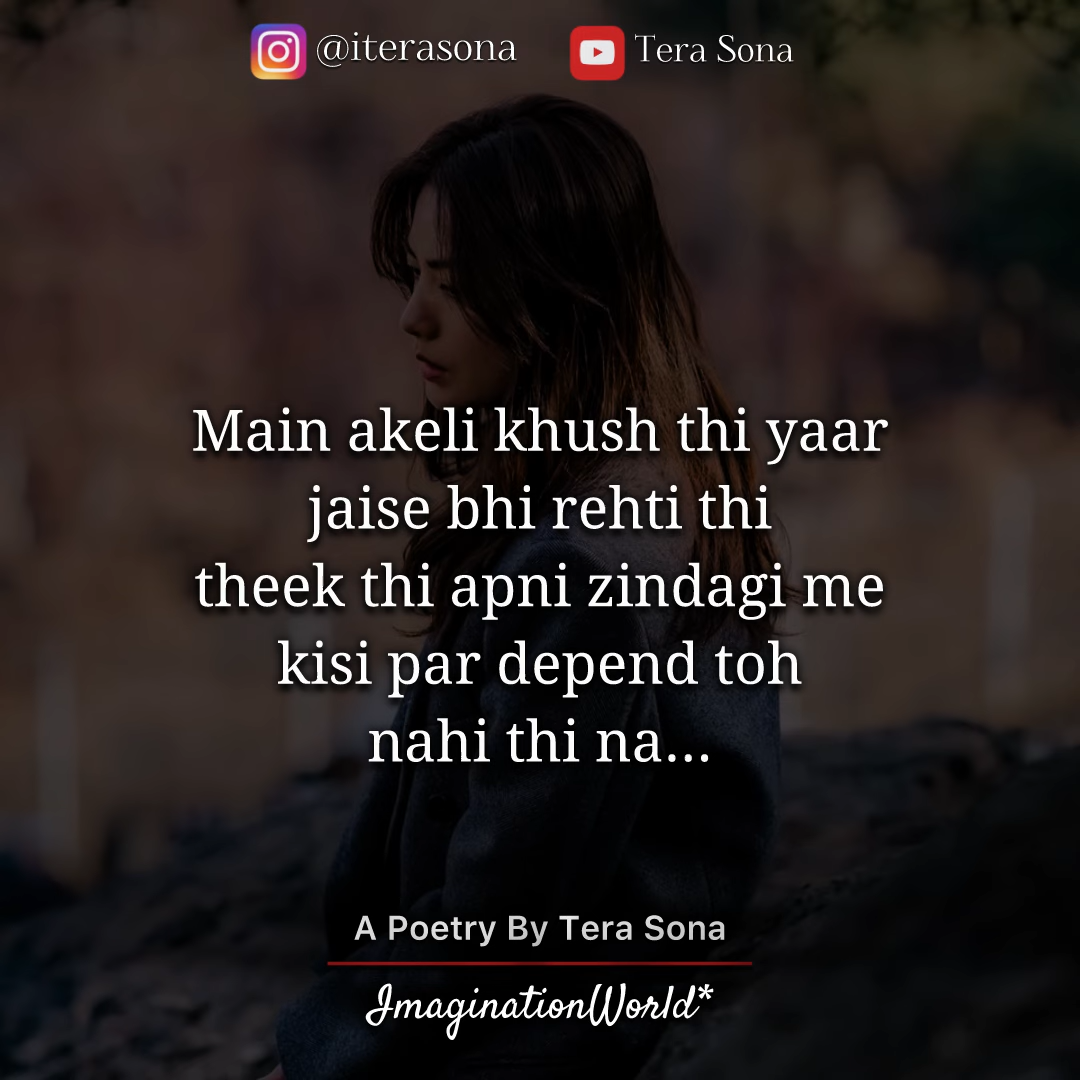 @iterasona Tera Sona
Main akeli khush thi yaar
jaise bhi rehti thi
theek thi apni zindagi me
kisi par depend toh
nahi thi na...
A Poetry By Tera Sona
ImaginationWorld*